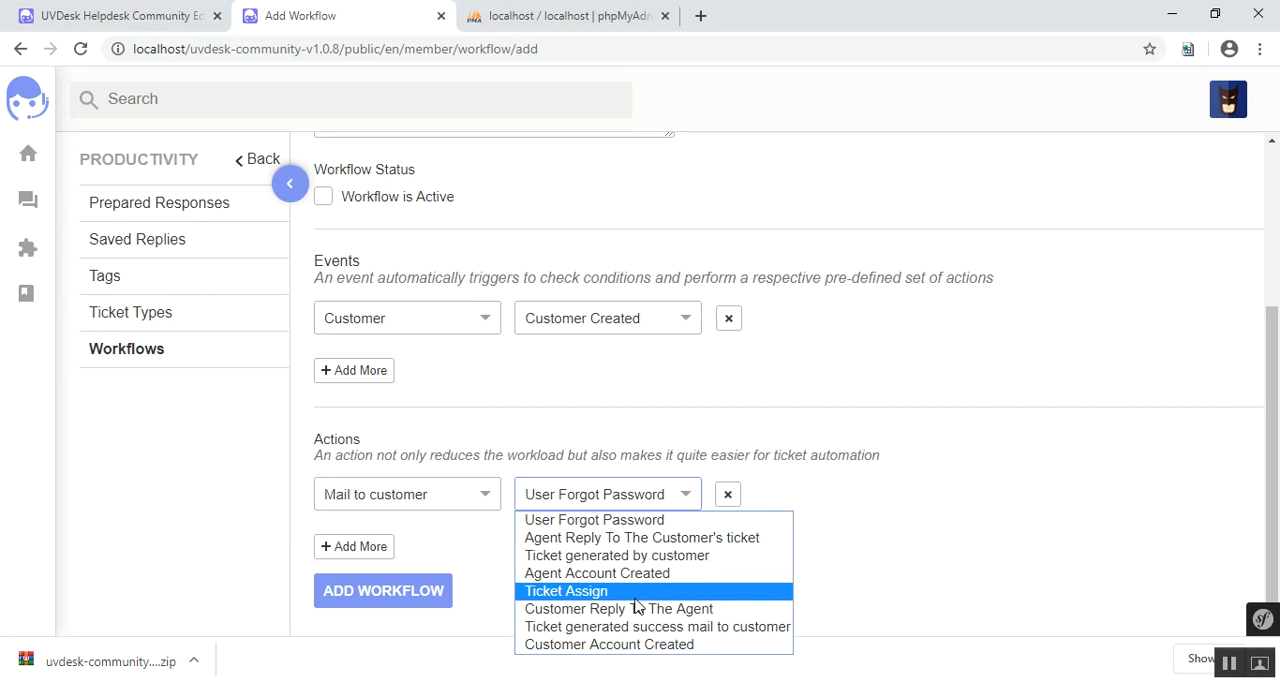 UVDesk Helpdesk Community Ed
Add Workflow
localhost / localhost | phpMyAdm
localhost/uvdesk-community-v1.0.8/public/en/member/workflow/add
Search
PRODUCTIVITY
Back
Prepared Responses
Saved Replies
Tags
Ticket Types
Workflows
Workflow Status
Workflow is Active
Events
An event automatically triggers to check conditions and perform a respective pre-defined set of actions
Customer
Customer Created
+ Add More
Actions
An action not only reduces the workload but also makes it quite easier for ticket automation
Mail to customer
User Forgot Password
User Forgot Password
Agent Reply To The Customer's ticket
Ticket generated by customer
Agent Account Created
Ticket Assign
Customer Reply To The Agent
Ticket generated success mail to customer
Customer Account Created
+ Add More
ADD WORKFLOW
uvdesk-community....zip
Show